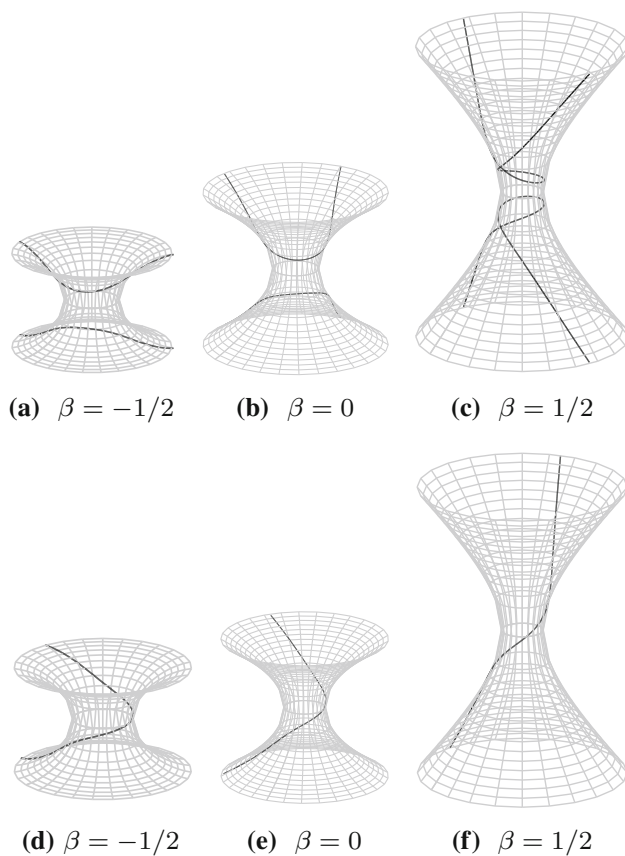 (a) β = −1/2 (b) β = 0 (c) β = 1/2
(d) β = −1/2 (e) β = 0 (f) β = 1/2